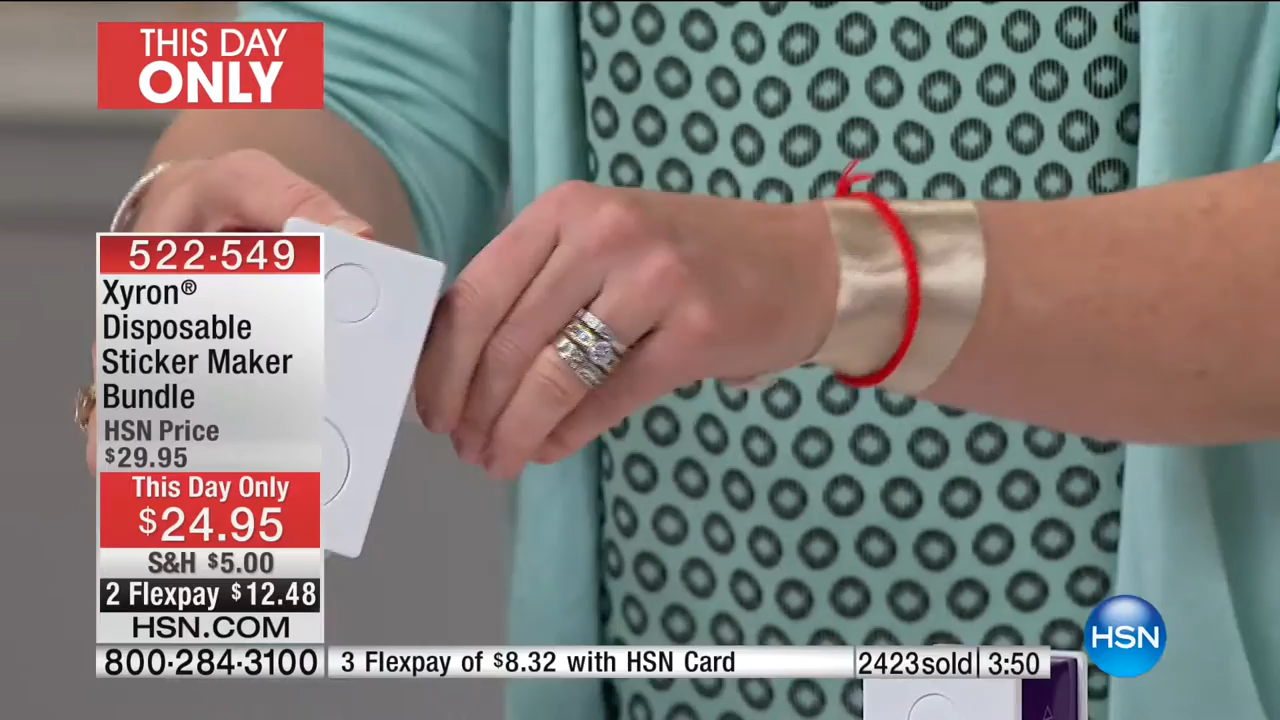 THIS DAY
ONLY
522-549
Xyron®
Disposable
Sticker Maker
Bundle
HSN Price
$29.95
This Day Only
$24.95
S&H $5.00
2 Flexpay $12.48
HSN.COM
800-284-3100
3 Flexpay of $8.32 with HSN Card
2423sold
3:50
HSN